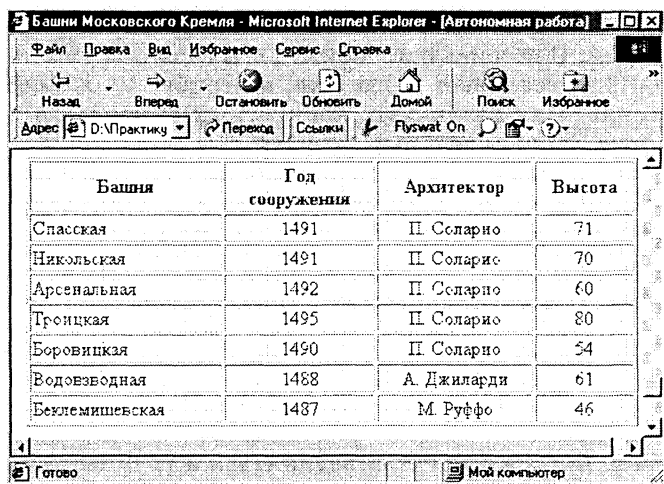 Башни Московского Кремля - Microsoft Internet Explorer - [Автономная работа]
Файл Правка Вид Избранное Сервис Справка
Назад Вперед Остановить Обновить Домой Поиск Избранное »
Адрес D:\Практику Переход Ссылки Flyswat On
Башня Год сооружения Архитектор Высота
Спасская 1491 П. Соларио 71
Никольская 1491 П. Соларио 70
Арсенальная 1492 П. Соларио 60
Троицкая 1495 П. Соларио 80
Боровицкая 1490 П. Соларио 54
Водовзводная 1488 А. Джиларди 61
Беклемишевская 1487 М. Руффо 46
Готово Мой компьютер